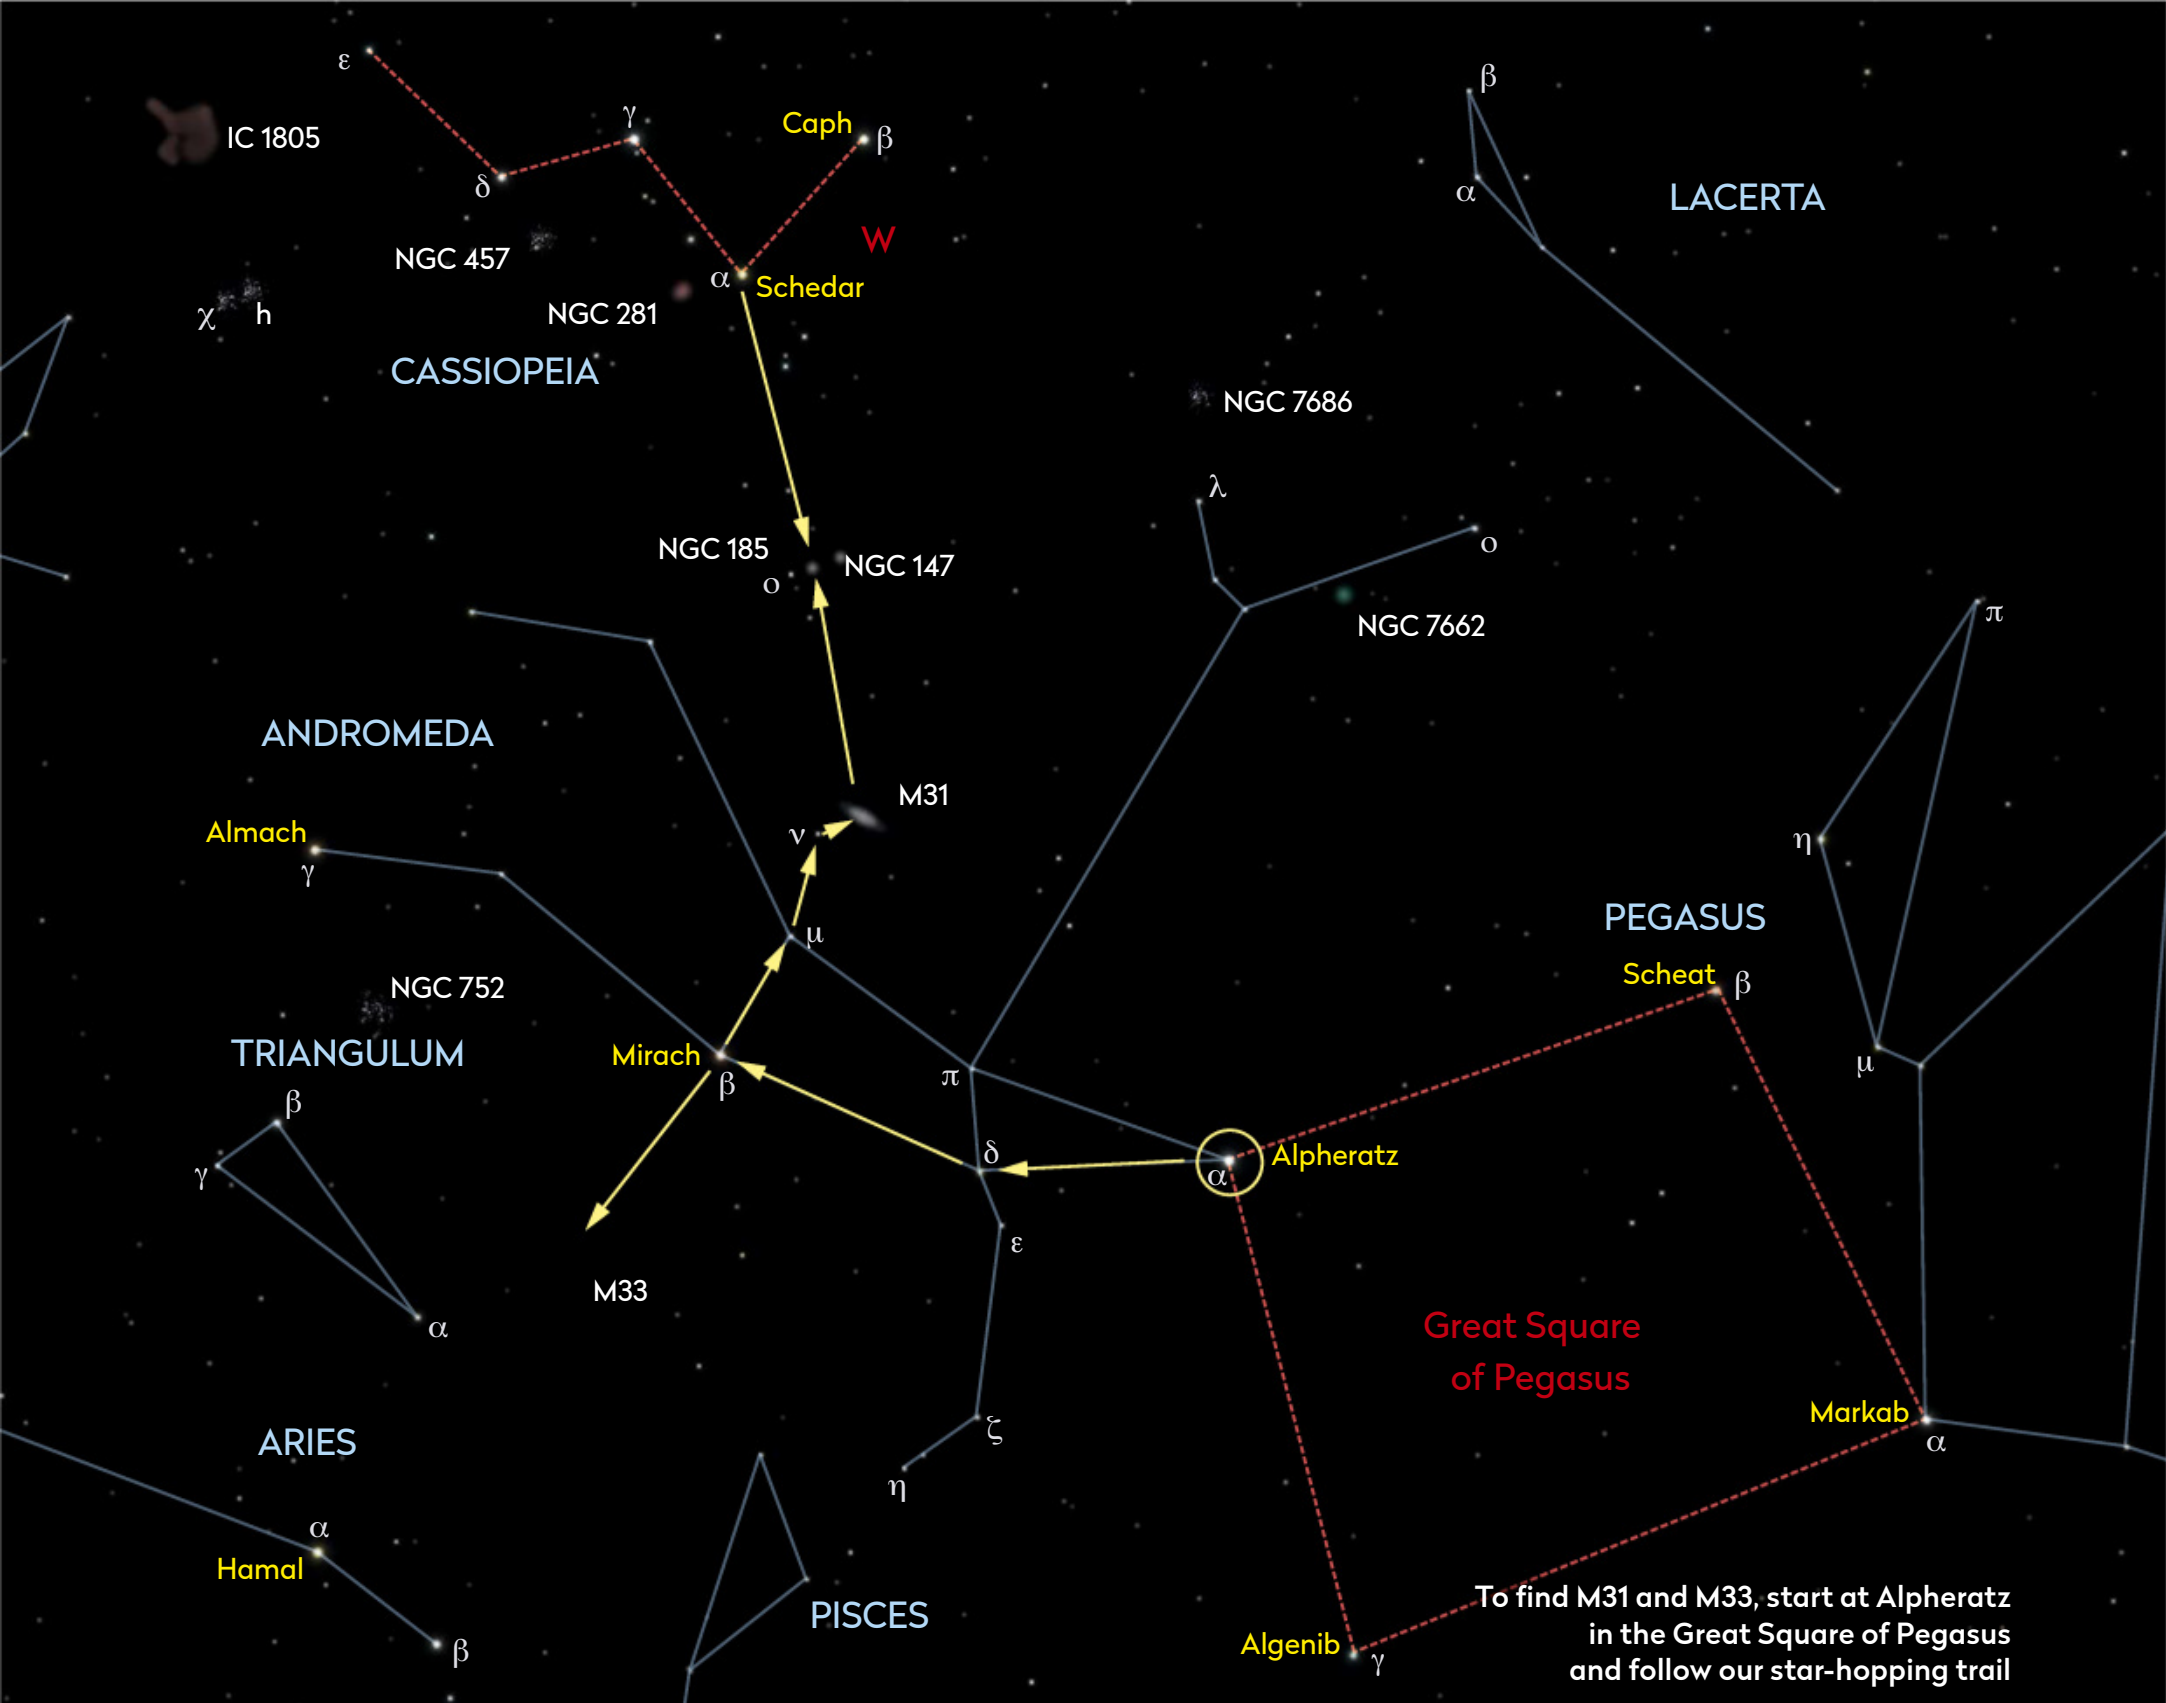 ε
β
γ
Caph
β
IC 1805
δ
α
LACERTA
W
NGC 457
α
Schedar
χ
h
NGC 281
CASSIOPEIA
NGC 7686
λ
NGC 185
NGC 147
ο
ο
π
NGC 7662
ANDROMEDA
M31
Almach
ν
γ
η
PEGASUS
μ
Scheat
β
NGC 752
TRIANGULUM
Mirach
β
π
μ
β
δ
Alpheratz
γ
α
ε
M33
α
Great Square
of Pegasus
Markab
α
ARIES
ζ
η
α
Hamal
PISCES
β
Algenib
γ
To find M31 and M33, start at Alpheratz
in the Great Square of Pegasus
and follow our star-hopping trail